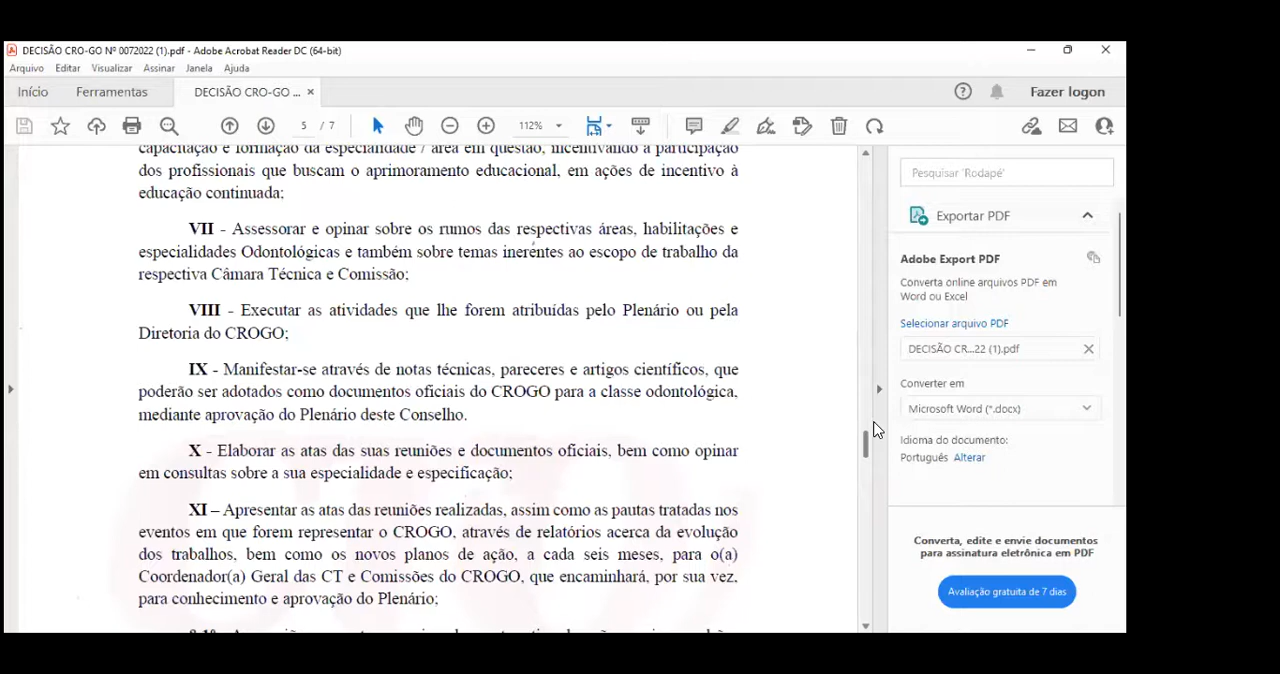 DECISÃO CRO-GO Nº 0072022 (1).pdf - Adobe Acrobat Reader DC (64-bit)
Arquivo Editar Visualizar Assinar Janela Ajuda
Início Ferramentas DECISÃO CRO-GO ... × Fazer logon
5 / 7 112%
capacitação e formação da especialidade / área em questão, incentivando a participação
dos profissionais que buscam o aprimoramento educacional, em ações de incentivo à
educação continuada;
VII - Assessorar e opinar sobre os rumos das respectivas áreas, habilitações e
especialidades Odontológicas e também sobre temas inerentes ao escopo de trabalho da
respectiva Câmara Técnica e Comissão;
VIII - Executar as atividades que lhe forem atribuídas pelo Plenário ou pela
Diretoria do CROGO;
IX - Manifestar-se através de notas técnicas, pareceres e artigos científicos, que
poderão ser adotados como documentos oficiais do CROGO para a classe odontológica,
mediante aprovação do Plenário deste Conselho.
X - Elaborar as atas das suas reuniões e documentos oficiais, bem como opinar
em consultas sobre a sua especialidade e especificação;
XI – Apresentar as atas das reuniões realizadas, assim como as pautas tratadas nos
eventos em que forem representar o CROGO, através de relatórios acerca da evolução
dos trabalhos, bem como os novos planos de ação, a cada seis meses, para o(a)
Coordenador(a) Geral das CT e Comissões do CROGO, que encaminhará, por sua vez,
para conhecimento e aprovação do Plenário;
Pesquisar 'Rodapé'
Exportar PDF
Adobe Export PDF
Converta online arquivos PDF em
Word ou Excel
Selecionar arquivo PDF
DECISÃO CR...22 (1).pdf
Converter em
Microsoft Word (*.docx)
Idioma do documento:
Português Alterar
Converta, edite e envie documentos
para assinatura eletrônica em PDF
Avaliação gratuita de 7 dias